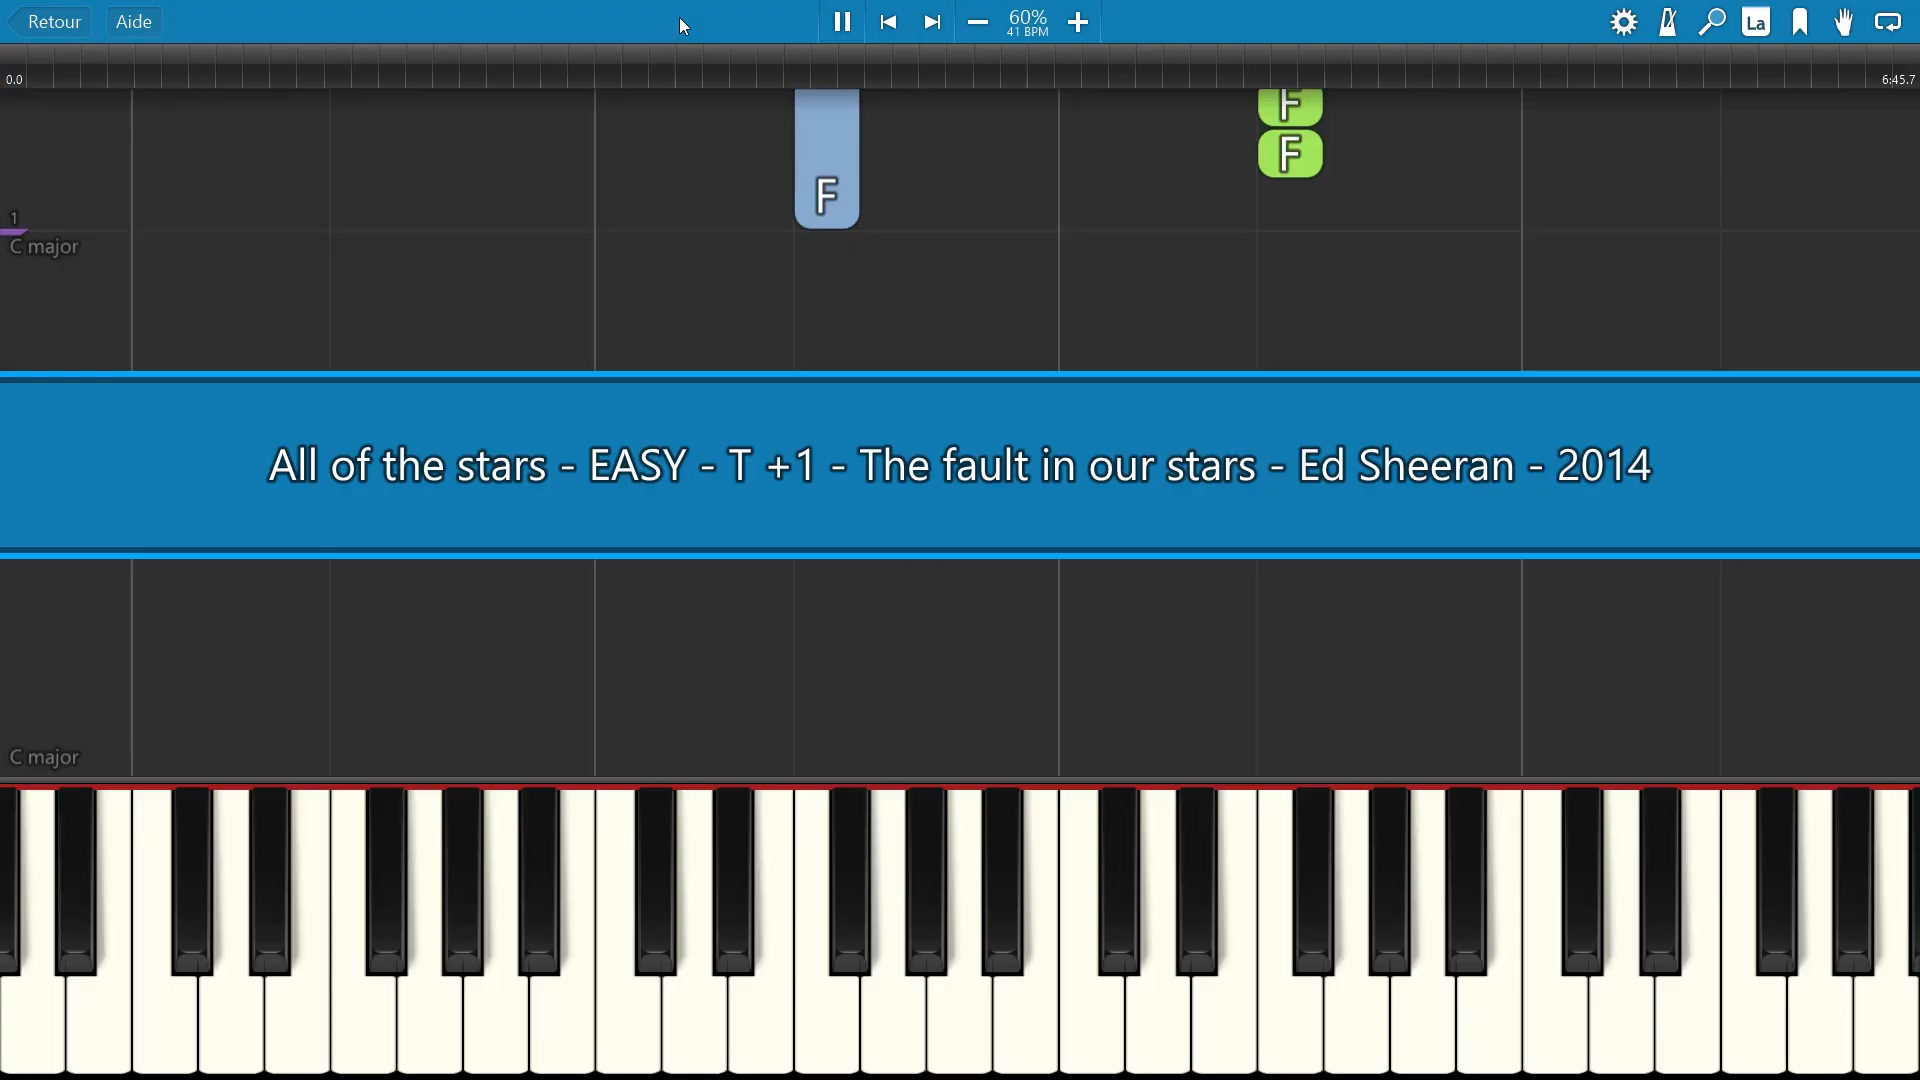 Retour
Aide
60%
41 BPM
La
0.0
6:45.7
F
F
F
1
C major
All of the stars - EASY - T +1 - The fault in our stars - Ed Sheeran - 2014
C major